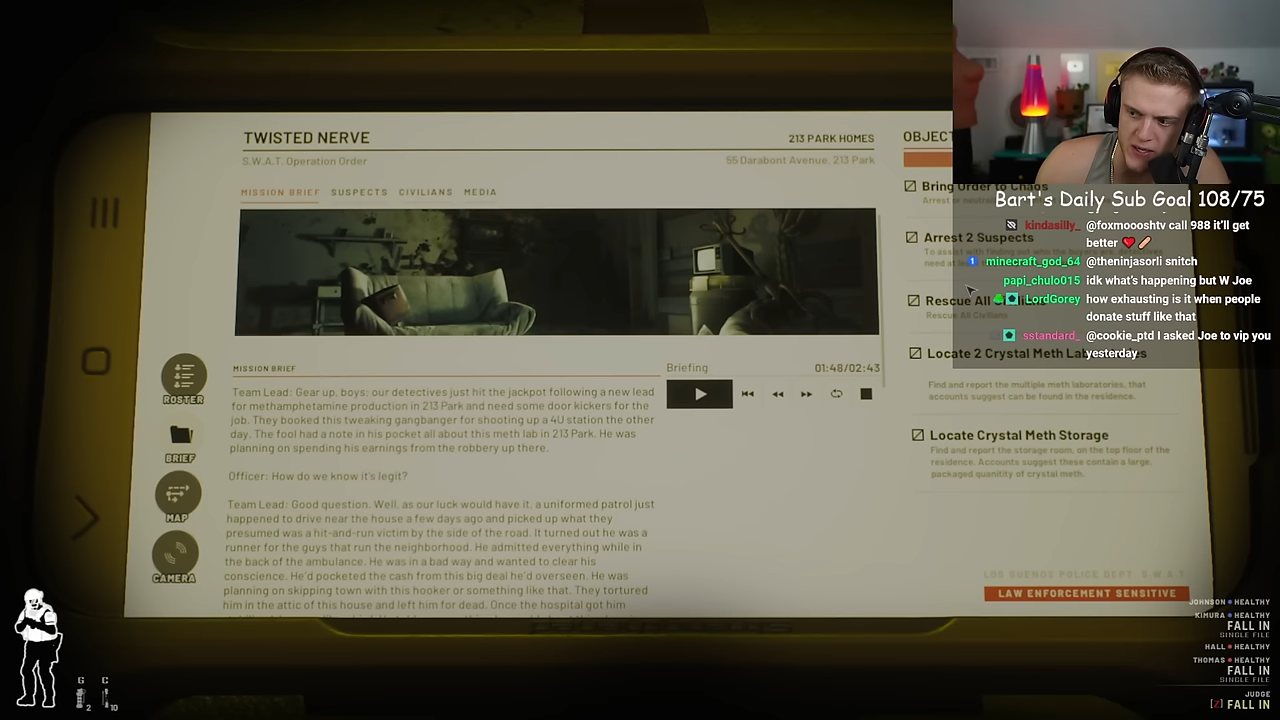 TWISTED NERVE
213 PARK HOMES
S.W.A.T. Operation Order
55 Darabont Avenue, 213 Park
MISSION BRIEF SUSPECTS CIVILIANS MEDIA
MISSION BRIEF
Team Lead: Gear up, boys; our detectives just hit the jackpot following a new lead
for methamphetamine production in 213 Park and need some door kickers for the
job. They booked this tweaking gangbanger for shooting up a 4U station the other
day. The fool had a note in his pocket all about this meth lab in 213 Park. He was
planning on spending his earnings from the robbery up there.
Officer: How do we know it's legit?
Team Lead: Good question. Well, as our luck would have it, a uniformed patrol just
happened to drive near the house a few days ago and picked up what they
presumed was a hit-and-run victim by the side of the road. It turned out he was a
runner for the guys that run the neighborhood. He admitted everything while in
the back of the ambulance. He was in a bad way and wanted to clear his
conscience. He'd pocketed the cash from this big deal he'd overseen. He was
planning on skipping town with this hooker or something like that. They tortured
him in the attic of this house and left him for dead. Once the hospital got him
Briefing 01:48/02:43
ROSTER
BRIEF
MAP
CAMERA
OBJECT
Bring Order to Chaos
Arrest 2 Suspects
Rescue All
Rescue All Civilians
Locate 2 Crystal Meth
Find and report the multiple meth laboratories, that
accounts suggest can be found in the residence.
Locate Crystal Meth Storage
Find and report the storage room, on the top floor of the
residence. Accounts suggest these contain a large,
packaged quanitity of crystal meth.
LOS SUENOS POLICE DEPT. S.W.A.T
LAW ENFORCEMENT SENSITIVE
Bart's Daily Sub Goal 108/75
kindasilly_ @foxmoooshtv call 988 it'll get
better ❤️ 🩹
1 minecraft_god_64 @theninjasorli snitch
papi_chulo015 idk what's happening but W Joe
LordGorey how exhausting is it when people
donate stuff like that
sstandard_ @cookie_ptd I asked Joe to vip you
yesterday
JOHNSON HEALTHY
KIMURA HEALTHY
FALL IN
SINGLE FILE
HALL HEALTHY
THOMAS HEALTHY
FALL IN
SINGLE FILE
JUDGE
[Z] FALL IN
G C
2 10